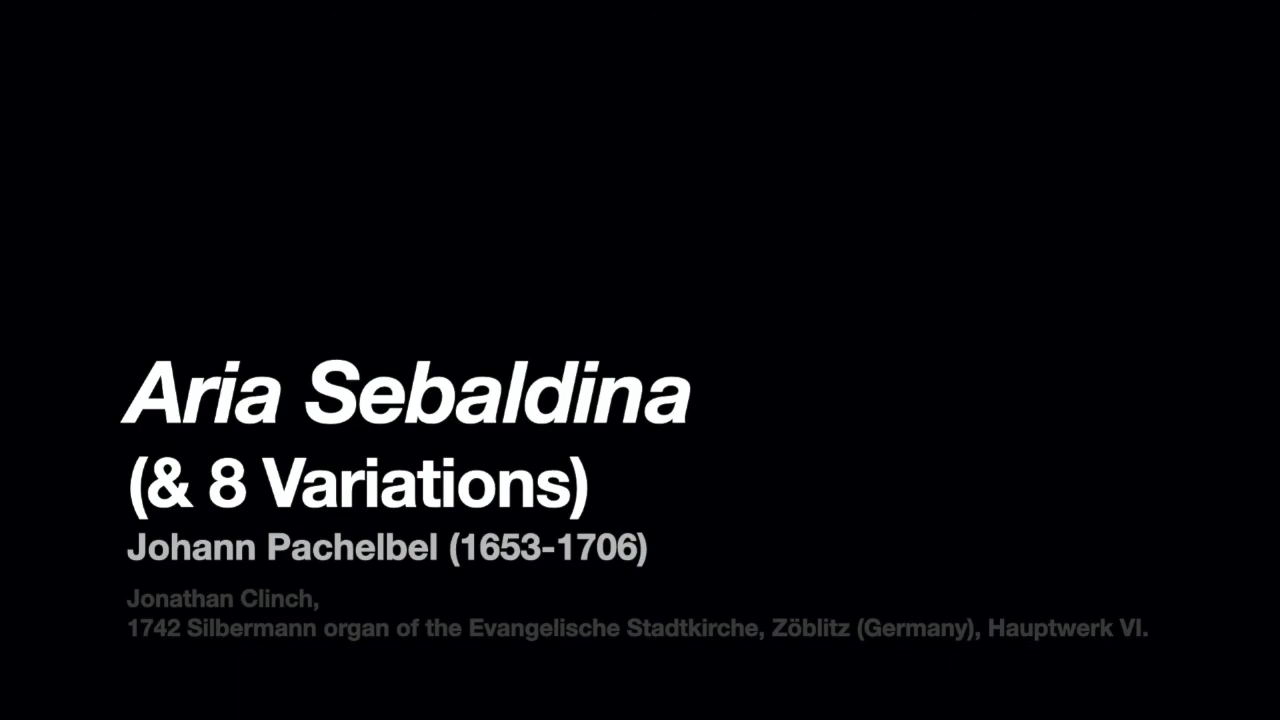 Aria Sebaldina
(& 8 Variations)
Johann Pachelbel (1653-1706)
Jonathan Clinch,
1742 Silbermann organ of the Evangelische Stadtkirche, Zöblitz (Germany), Hauptwerk VI.